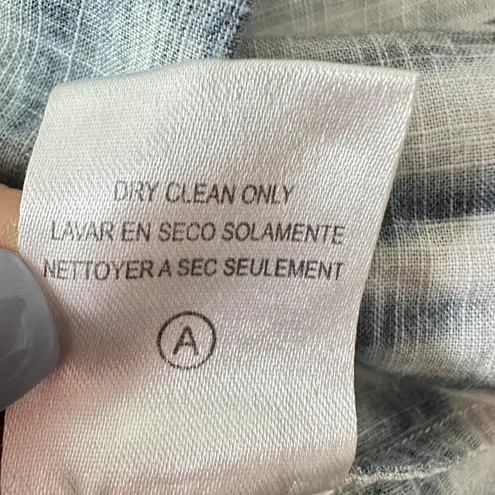 DRY CLEAN ONLY
LAVAR EN SECO SOLAMENTE
NETTOYER A SEC SEULEMENT
A